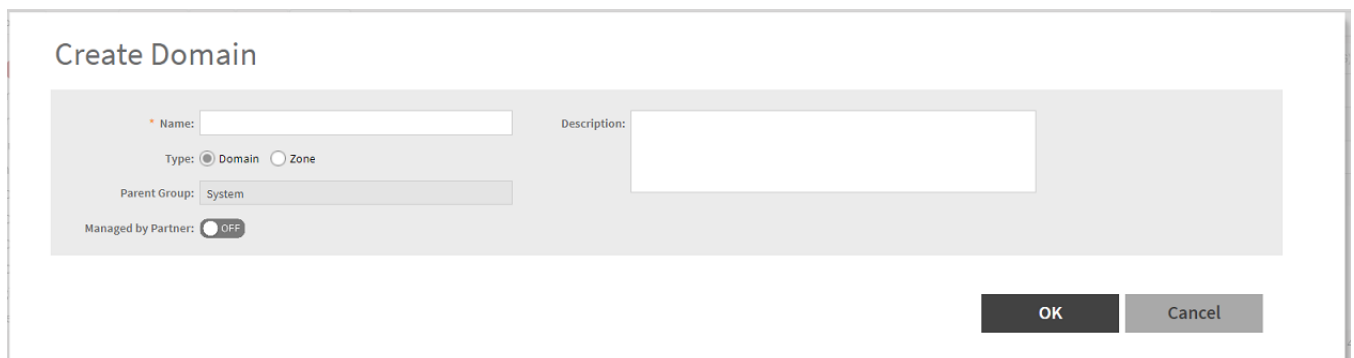 Create Domain
* Name:
Description:
Type: Domain Zone
Parent Group: System
Managed by Partner: OFF
OK Cancel